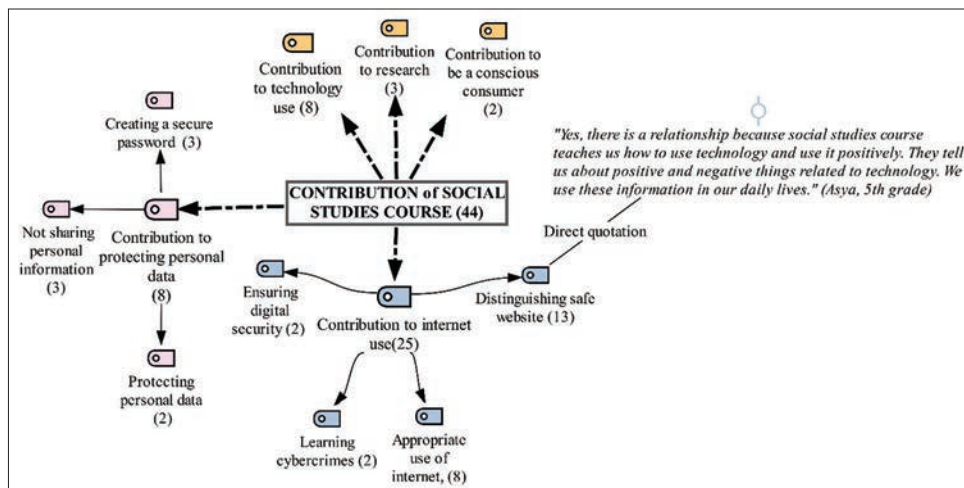 Contribution
to technology
use (8)
Contribution
to research
(3)
Contribution to
be a conscious
consumer
(2)
Creating a secure
password (3)
"Yes, there is a relationship because social studies course
teaches us how to use technology and use it positively. They tell
us about positive and negative things related to technology. We
use these information in our daily lives." (Asya, 5th grade)
CONTRIBUTION of SOCIAL
STUDIES COURSE (44)
Not sharing
personal
information
(3)
Contribution to
protecting personal
data
(8)
Direct quotation
Ensuring
digital
security (2)
Contribution to internet
use(25)
Distinguishing safe
website (13)
Protecting
personal data
(2)
Learning
cybercrimes (2)
Appropriate
use of
internet, (8)